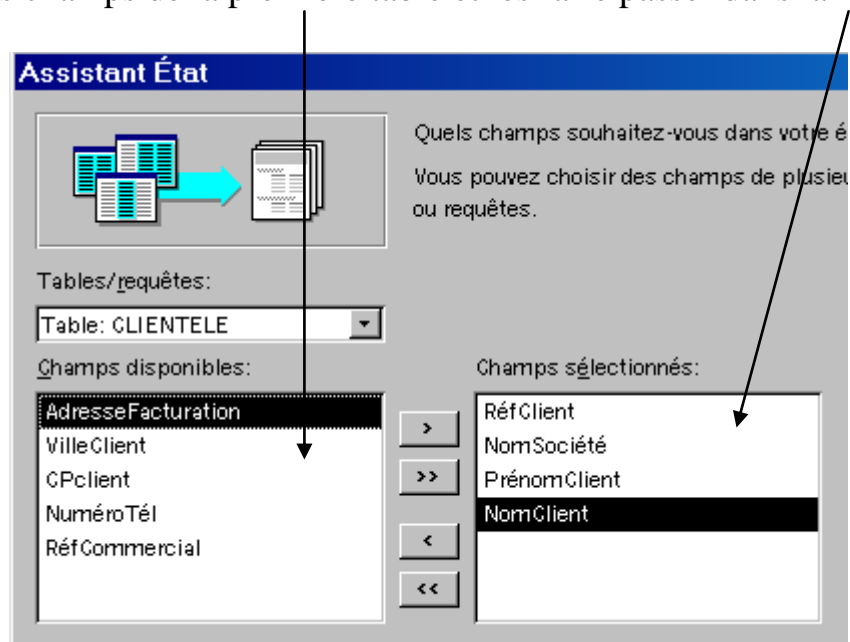 Assistant État
Quels champs souhaitez-vous dans votre é
Vous pouvez choisir des champs de plusieu
ou requêtes.
Tables/requêtes:
Table: CLIENTELE
Champs disponibles:
AdresseFacturation
VilleClient
CPclient
NuméroTél
RéfCommercial
>
>>
<
<<
Champs sélectionnés:
RéfClient
NomSociété
PrénomClient
NomClient